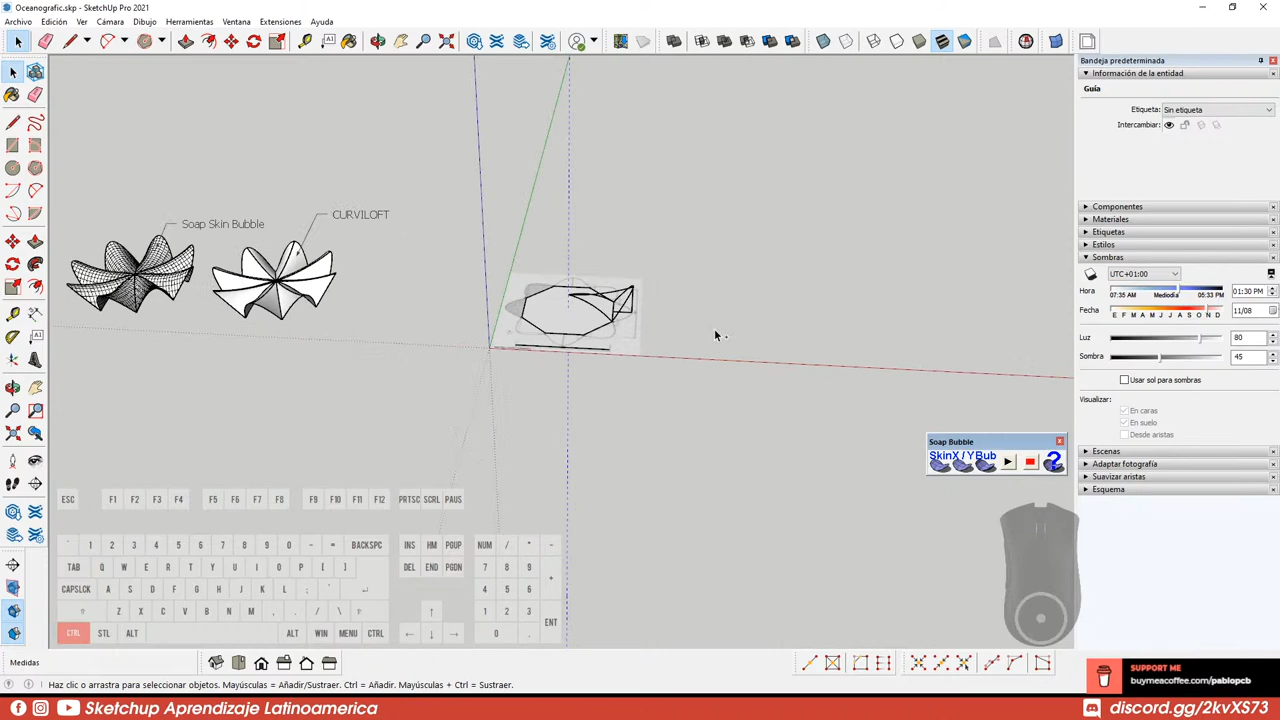 Oceanografic.skp - SketchUp Pro 2021
Archivo Edición Ver Cámara Dibujo Herramientas Ventana Extensiones Ayuda
Bandeja predeterminada
Información de la entidad
Guía
Etiqueta: Sin etiqueta
Intercambiar:
Componentes
Materiales
Etiquetas
Estilos
Sombras
UTC+01:00
Hora 01:30 PM
07:35 AM Mediodía 05:33 PM
Fecha E F M A M J J A S O N D 11/08
Luz 80
Sombra 45
Usar sol para sombras
Visualizar:
En caras
En suelo
Desde aristas
Escenas
Adaptar fotografía
Suavizar aristas
Esquema
Soap Skin Bubble
CURVILOFT
Soap Bubble
SkinX / YBub ?
ESC F1 F2 F3 F4 F5 F6 F7 F8 F9 F10 F11 F12 PRTSC SCRL PAUS
` 1 2 3 4 5 6 7 8 9 0 - = BACKSPC INS HM PGUP NUM / * -
TAB Q W E R T Y U I O P [ ] DEL END PGDN 7 8 9 +
CAPSLCK A S D F G H J K L ; ' 4 5 6
Z X C V B N M , . / \ 1 2 3 ENT
CTRL STL ALT ALT WIN MENU CTRL 0 .
Medidas
Haz clic o arrastra para seleccionar objetos. Mayúsculas = Añadir/Sustraer. Ctrl = Añadir. Mayúsculas + Ctrl = Sustraer.
SUPPORT ME
buymeacoffee.com/pablopcb
Sketchup Aprendizaje Latinoamerica
discord.gg/2kvXS73